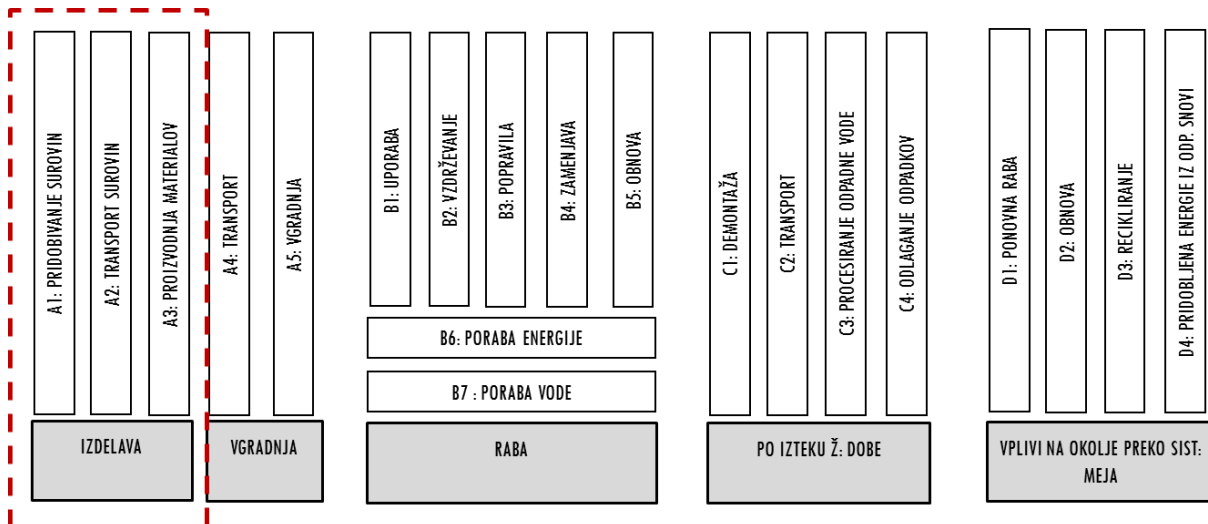 A1: PRIDOBIVANJE SUROVIN
A2: TRANSPORT SUROVIN
A3: PROIZVODNJA MATERIALOV
IZDELAVA
A4: TRANSPORT
A5: VGRADNJA
VGRADNJA
B1: UPORABA
B2: VZDRŽEVANJE
B3: POPRAVILA
B4: ZAMENJAVA
B5: OBNOVA
B6: PORABA ENERGIJE
B7 : PORABA VODE
RABA
C1: DEMONTAŽA
C2: TRANSPORT
C3: PROCESIRANJE ODPADNE VODE
C4: ODLAGANJE ODPADKOV
PO IZTEKU Ž: DOBE
D1: PONOVNA RABA
D2: OBNOVA
D3: RECIKLIRANJE
D4: PRIDOBLJENA ENERGIE IZ ODP. SNOVI
VPLIVI NA OKOLJE PREKO SIST:
MEJA